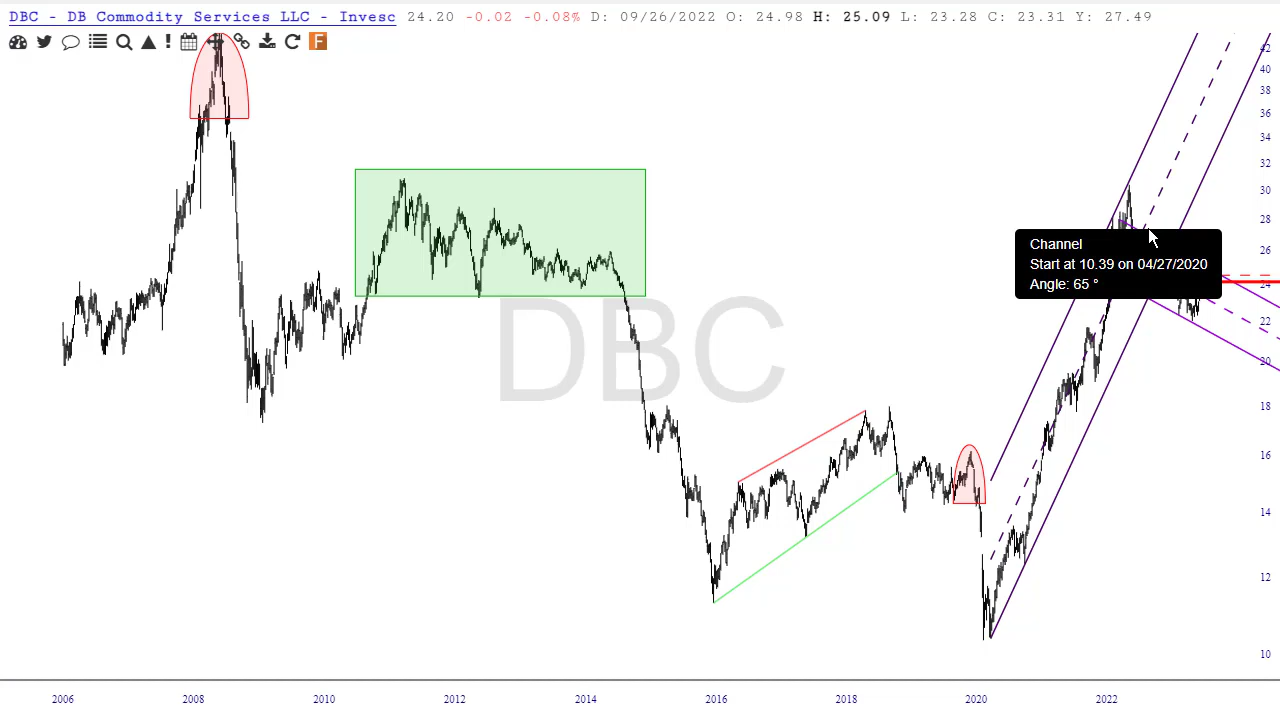 DBC - DB Commodity Services LLC - Invesc 24.20 -0.02 -0.08% D: 09/26/2022 O: 24.98 H: 25.09 L: 23.28 C: 23.31 Y: 27.49
F
42
40
38
36
34
32
30
28
26
24
22
20
18
16
14
12
10
Channel
Start at 10.39 on 04/27/2020
Angle: 65 °
DBC
2006 2008 2010 2012 2014 2016 2018 2020 2022